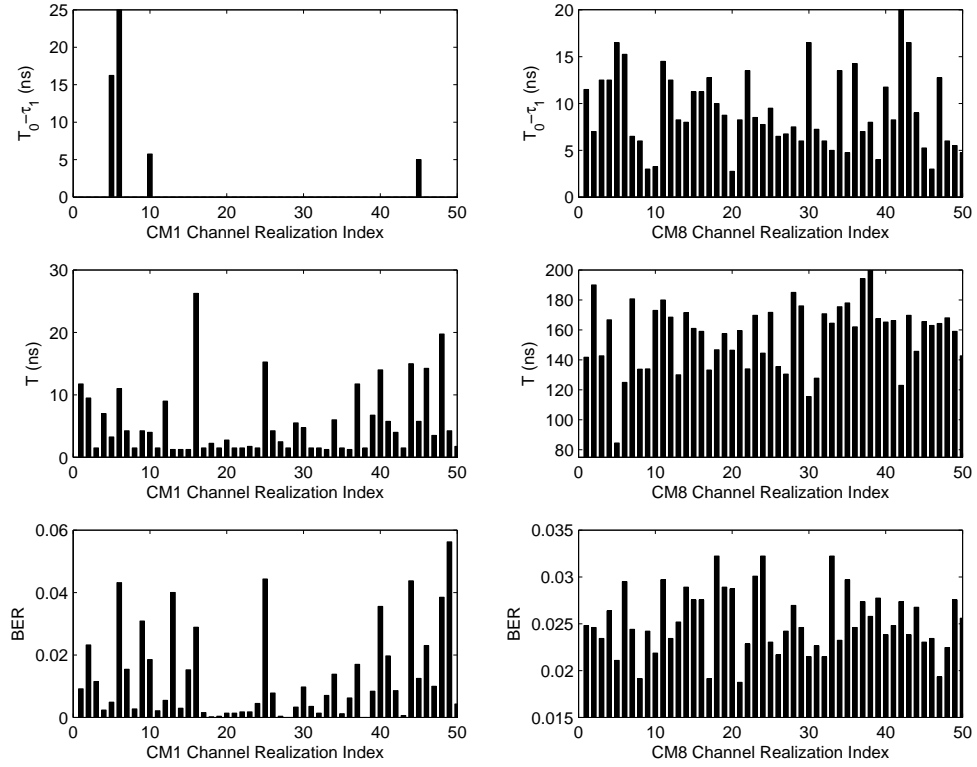 25
20
15
10
5
0
T₀−τ₁ (ns)
0 10 20 30 40 50
CM1 Channel Realization Index
20
15
10
5
0
T₀−τ₁ (ns)
0 10 20 30 40 50
CM8 Channel Realization Index
30
20
10
0
T (ns)
0 10 20 30 40 50
CM1 Channel Realization Index
200
180
160
140
120
100
80
T (ns)
0 10 20 30 40 50
CM8 Channel Realization Index
0.06
0.04
0.02
0
BER
0 10 20 30 40 50
CM1 Channel Realization Index
0.035
0.03
0.025
0.02
0.015
BER
0 10 20 30 40 50
CM8 Channel Realization Index